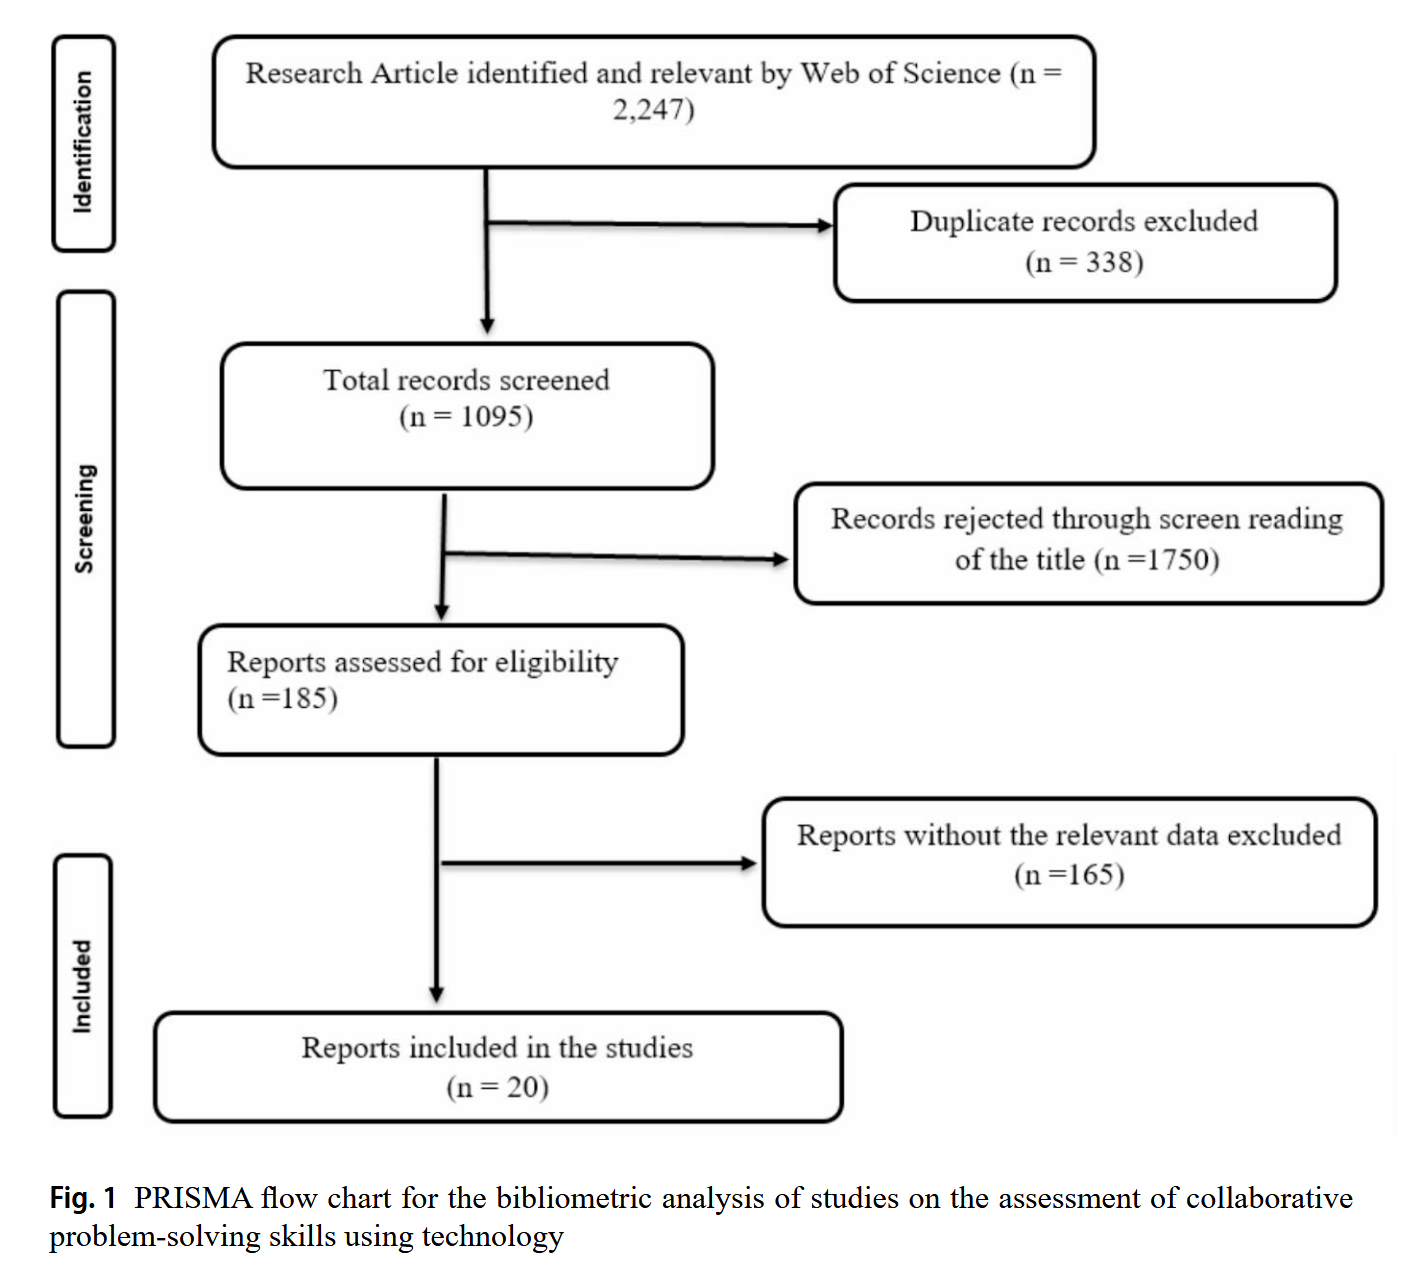 Identification
Research Article identified and relevant by Web of Science (n =
2,247)
Duplicate records excluded
(n = 338)
Screening
Total records screened
(n = 1095)
Records rejected through screen reading
of the title (n =1750)
Reports assessed for eligibility
(n =185)
Reports without the relevant data excluded
(n =165)
Included
Reports included in the studies
(n = 20)
Fig. 1 PRISMA flow chart for the bibliometric analysis of studies on the assessment of collaborative
problem-solving skills using technology